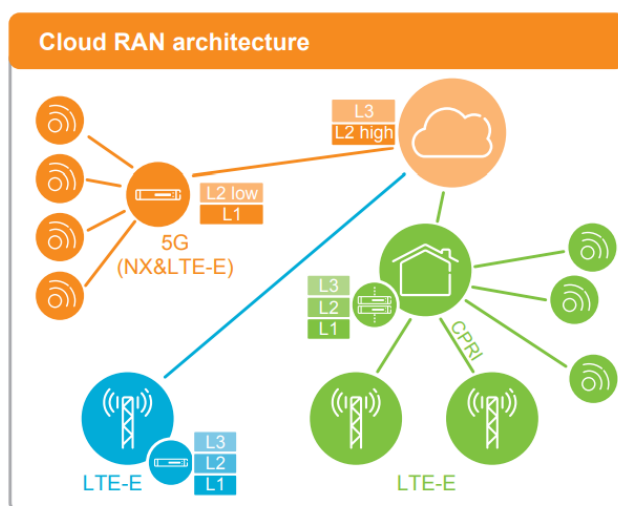 Cloud RAN architecture
L3
L2 high
L2 low
L1
5G
(NX&LTE-E)
L3
L2
L1
CPRI
L3
L2
L1
LTE-E
LTE-E